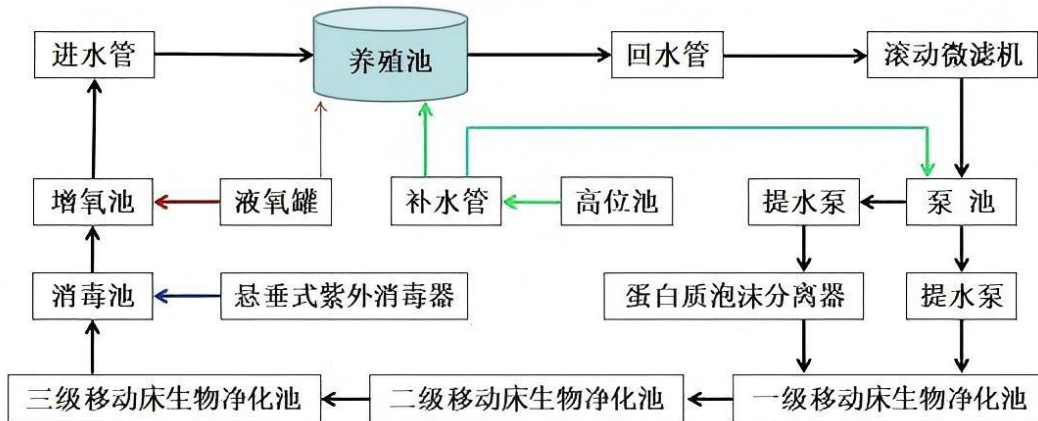 进水管
养殖池
回水管
滚动微滤机
增氧池
液氧罐
补水管
高位池
提水泵
泵 池
消毒池
悬垂式紫外消毒器
蛋白质泡沫分离器
提水泵
三级移动床生物净化池
二级移动床生物净化池
一级移动床生物净化池